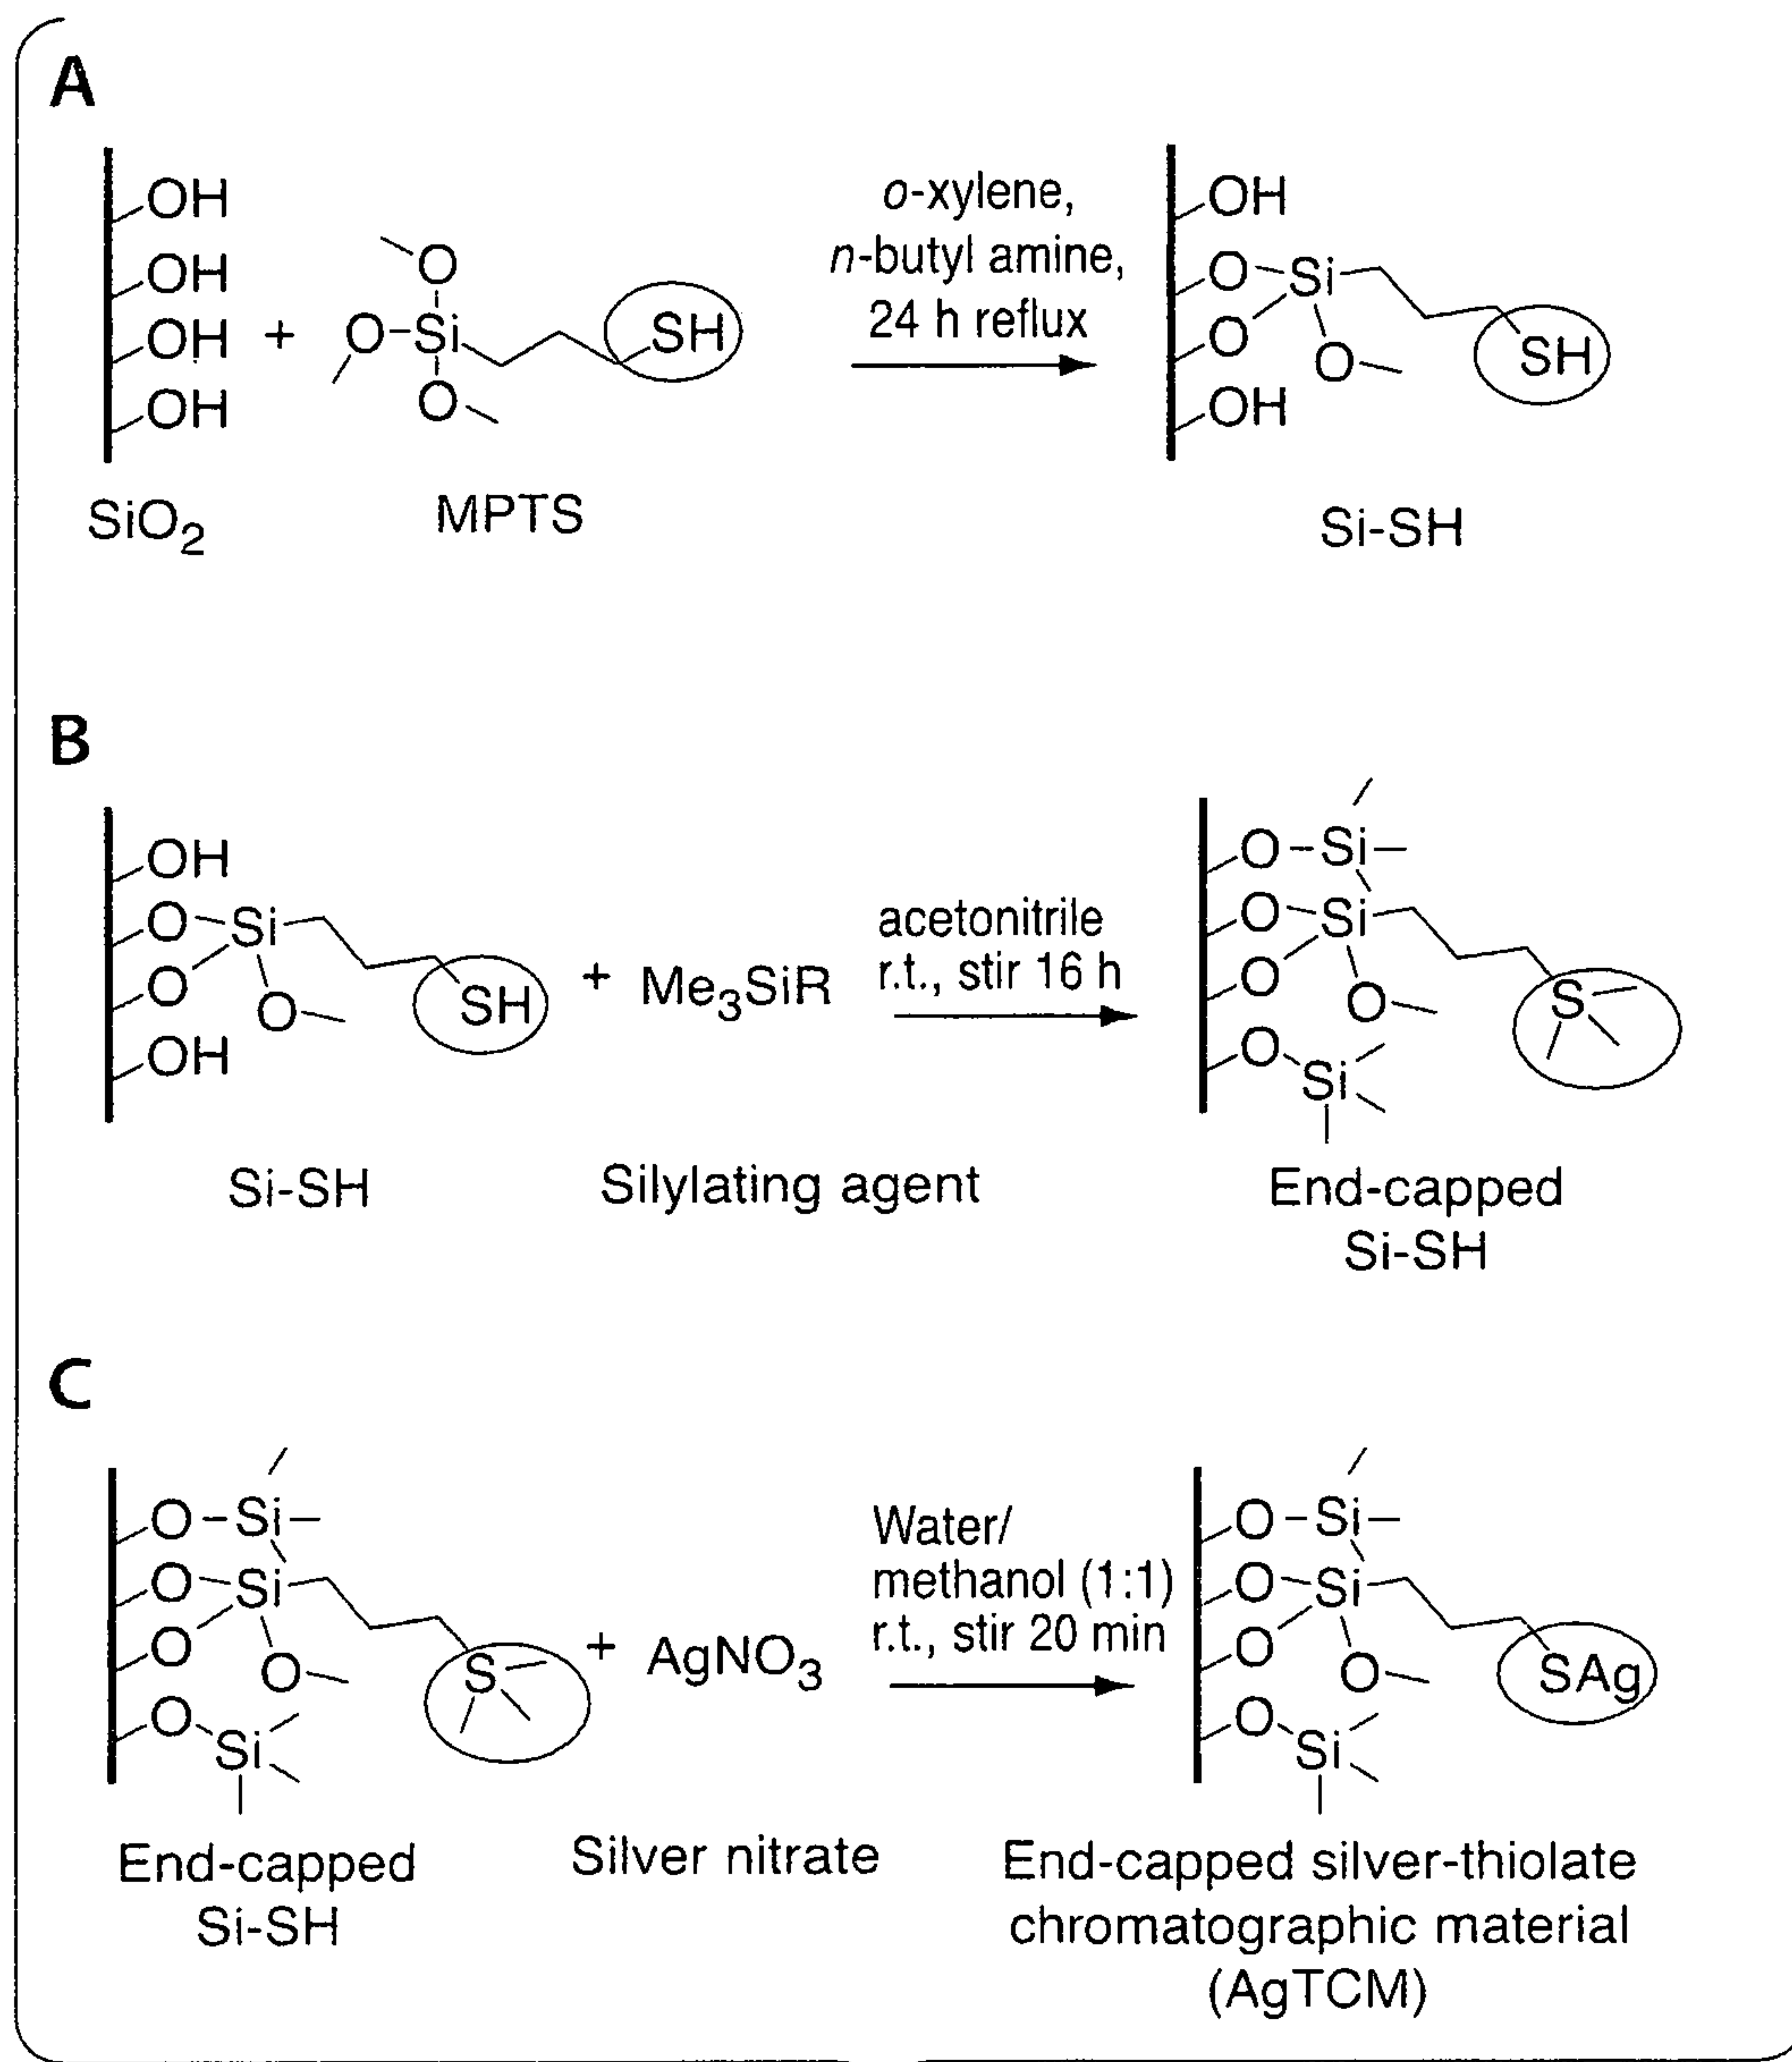 A
OH
OH
OH
OH
+
O
O-Si
O
SH
o-xylene,
n-butyl amine,
24 h reflux
OH
O-Si
O
O
SH
OH
SiO2
MPTS
Si-SH
B
OH
O-Si
O
O
SH
OH
+
Me3SiR
acetonitrile
r.t., stir 16 h
O-Si
O-Si
O
O
S
O
Si
Si-SH
Silylating agent
End-capped
Si-SH
C
O-Si
O-Si
O
O
S
O
Si
+
AgNO3
Water/
methanol (1:1)
r.t., stir 20 min
O-Si
O-Si
O
O
SAg
O
Si
End-capped
Si-SH
Silver nitrate
End-capped silver-thiolate
chromatographic material
(AgTCM)